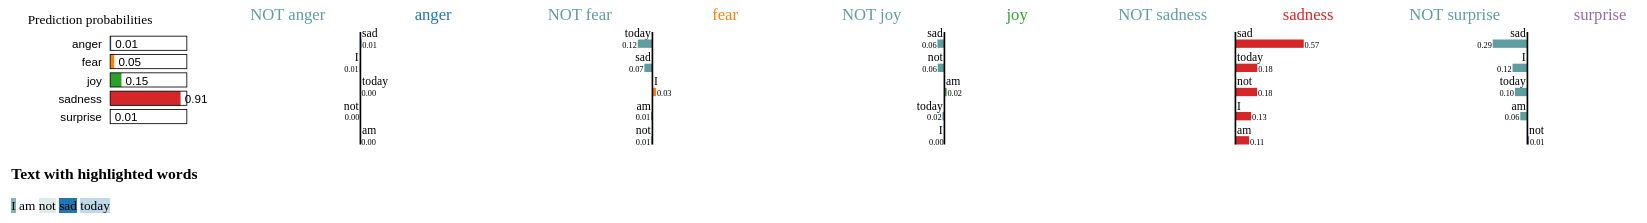 Prediction probabilities
anger 0.01
fear 0.05
joy 0.15
sadness 0.91
surprise 0.01
NOT anger anger
sad
0.01
I
0.01
today
0.00
not
0.00
am
0.00
NOT fear fear
today
0.12
sad
0.07
I
0.03
am
0.01
not
0.01
NOT joy joy
sad
0.06
not
0.06
am
0.02
today
0.02
I
0.00
NOT sadness sadness
sad
0.57
today
0.18
not
0.18
I
0.13
am
0.11
NOT surprise surprise
sad
0.29
I
0.12
today
0.10
am
0.06
not
0.01
Text with highlighted words
I am not sad today